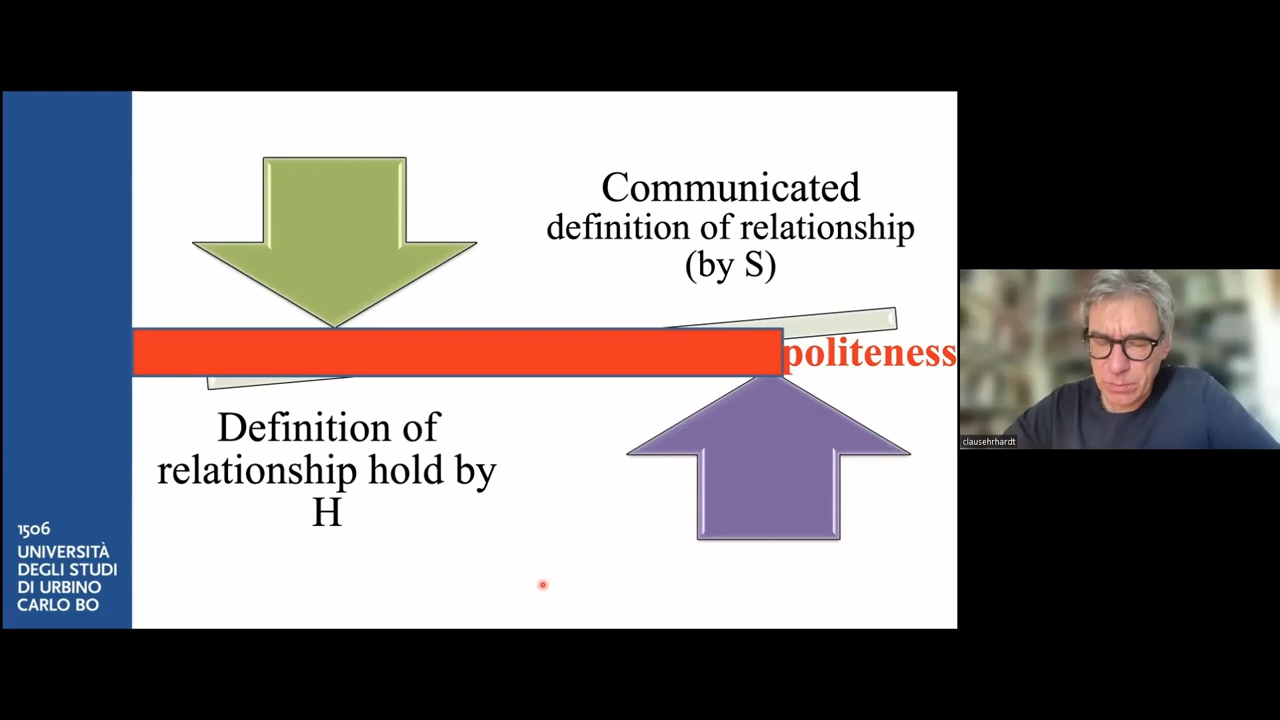 Communicated
definition of relationship
(by S)
politeness
Definition of
relationship hold by
H
1506
UNIVERSITÀ
DEGLI STUDI
DI URBINO
CARLO BO
clausehrhardt